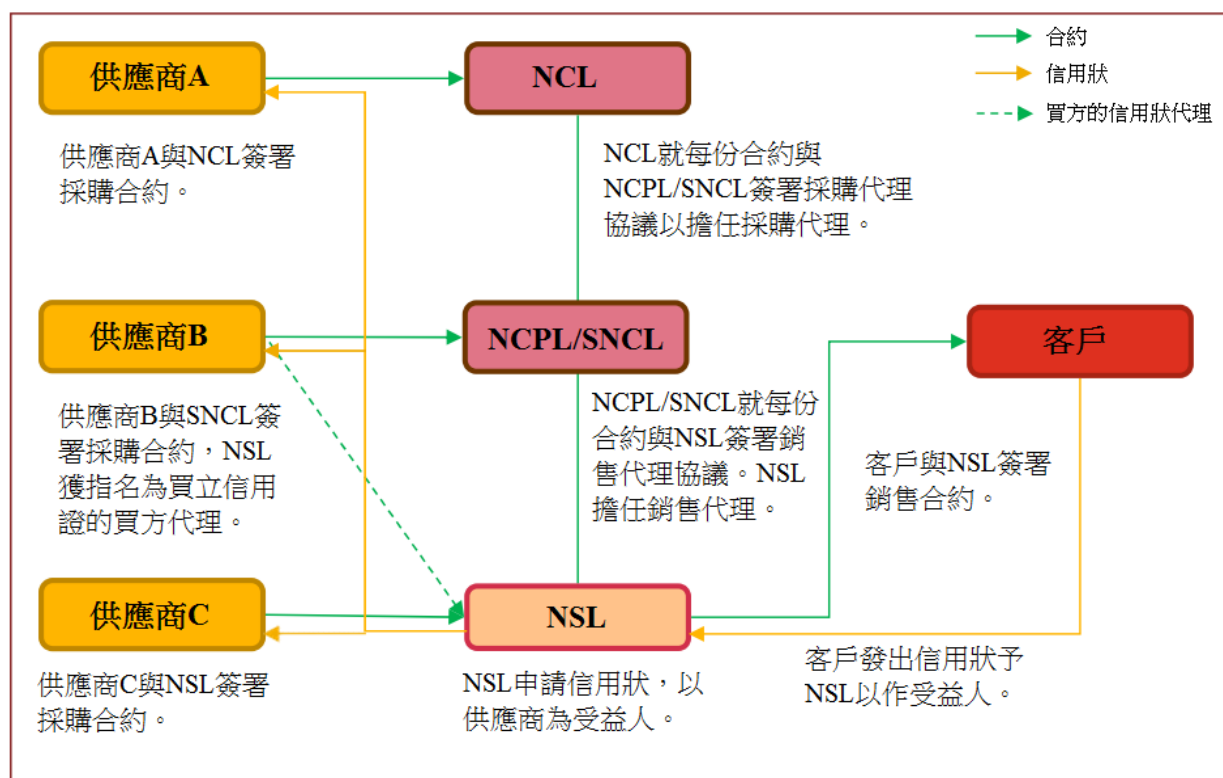 合約
信用狀
買方的信用狀代理
供應商A
NCL
供應商A與NCL簽署
採購合約。
NCL就每份合約與
NCPL/SNCL簽署採購代理
協議以擔任採購代理。
供應商B
NCPL/SNCL
客戶
供應商B與SNCL簽
署採購合約，NSL
獲指名為買立信用
證的買方代理。
NCPL/SNCL就每份
合約與NSL簽署銷
售代理協議。NSL
擔任銷售代理。
客戶與NSL簽署
銷售合約。
供應商C
NSL
供應商C與NSL簽署
採購合約。
NSL申請信用狀，以
供應商為受益人。
客戶發出信用狀予
NSL以作受益人。